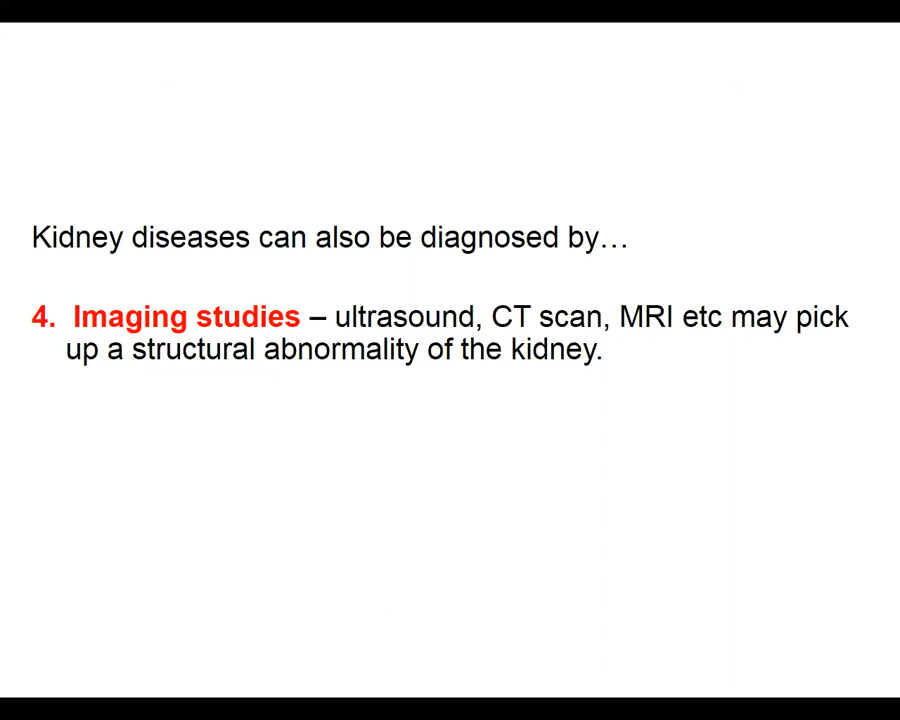 Kidney diseases can also be diagnosed by…
4. Imaging studies – ultrasound, CT scan, MRI etc may pick
up a structural abnormality of the kidney.